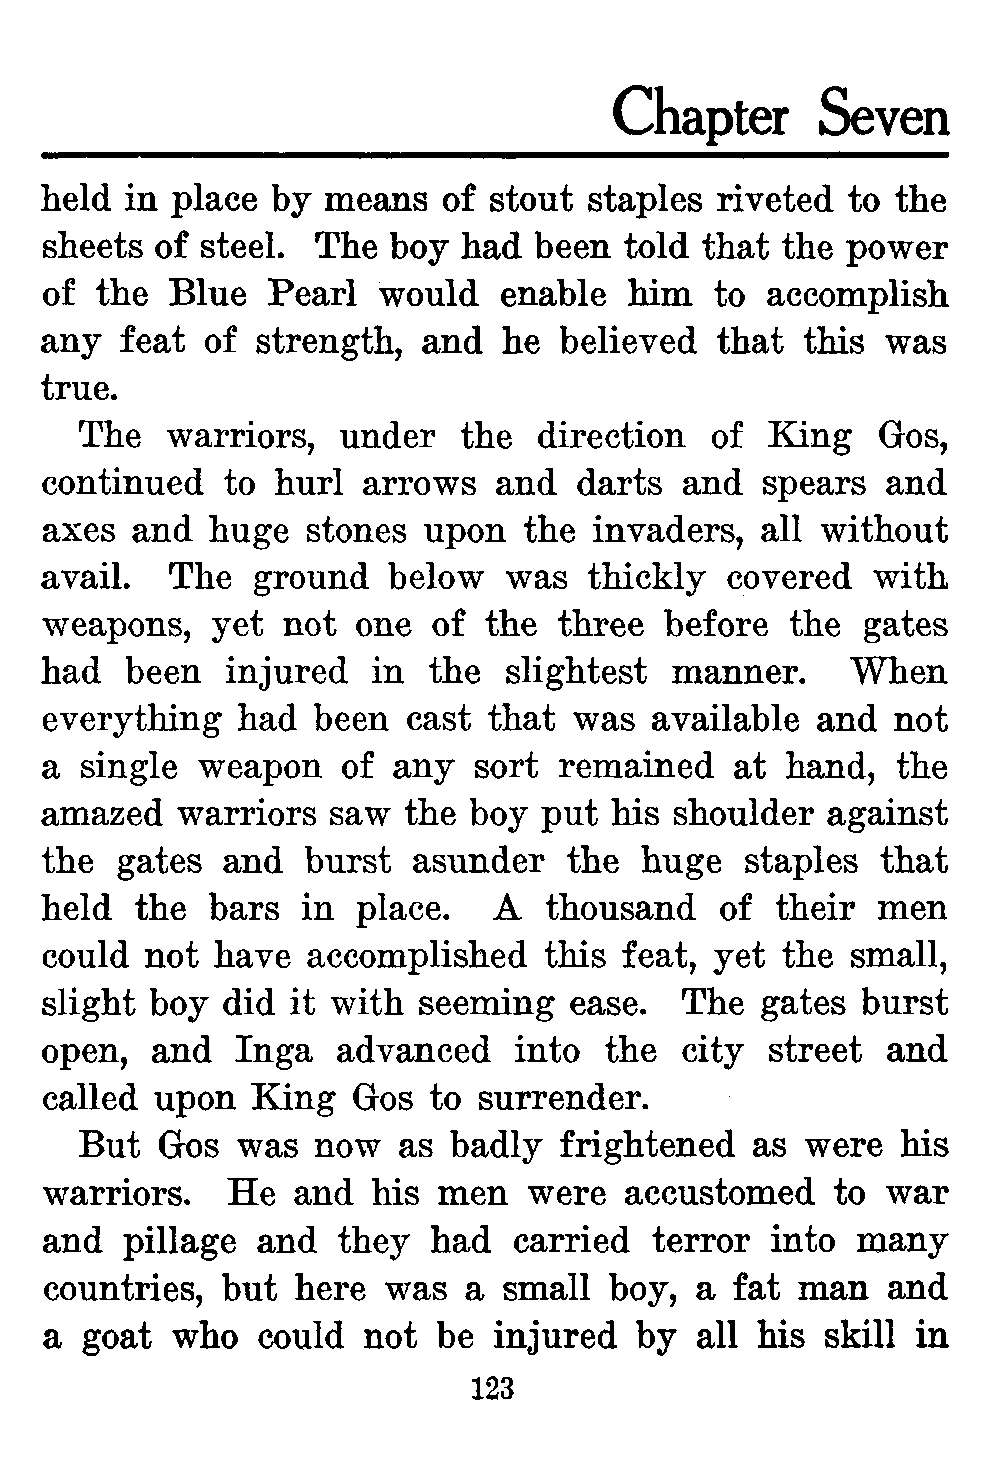 Chapter Seven
held in place by means of stout staples riveted to the
sheets of steel. The boy had been told that the power
of the Blue Pearl would enable him to accomplish
any feat of strength, and he believed that this was
true.
The warriors, under the direction of King Gos,
continued to hurl arrows and darts and spears and
axes and huge stones upon the invaders, all without
avail. The ground below was thickly covered with
weapons, yet not one of the three before the gates
had been injured in the slightest manner. When
everything had been cast that was available and not
a single weapon of any sort remained at hand, the
amazed warriors saw the boy put his shoulder against
the gates and burst asunder the huge staples that
held the bars in place. A thousand of their men
could not have accomplished this feat, yet the small,
slight boy did it with seeming ease. The gates burst
open, and Inga advanced into the city street and
called upon King Gos to surrender.
But Gos was now as badly frightened as were his
warriors. He and his men were accustomed to war
and pillage and they had carried terror into many
countries, but here was a small boy, a fat man and
a goat who could not be injured by all his skill in
123